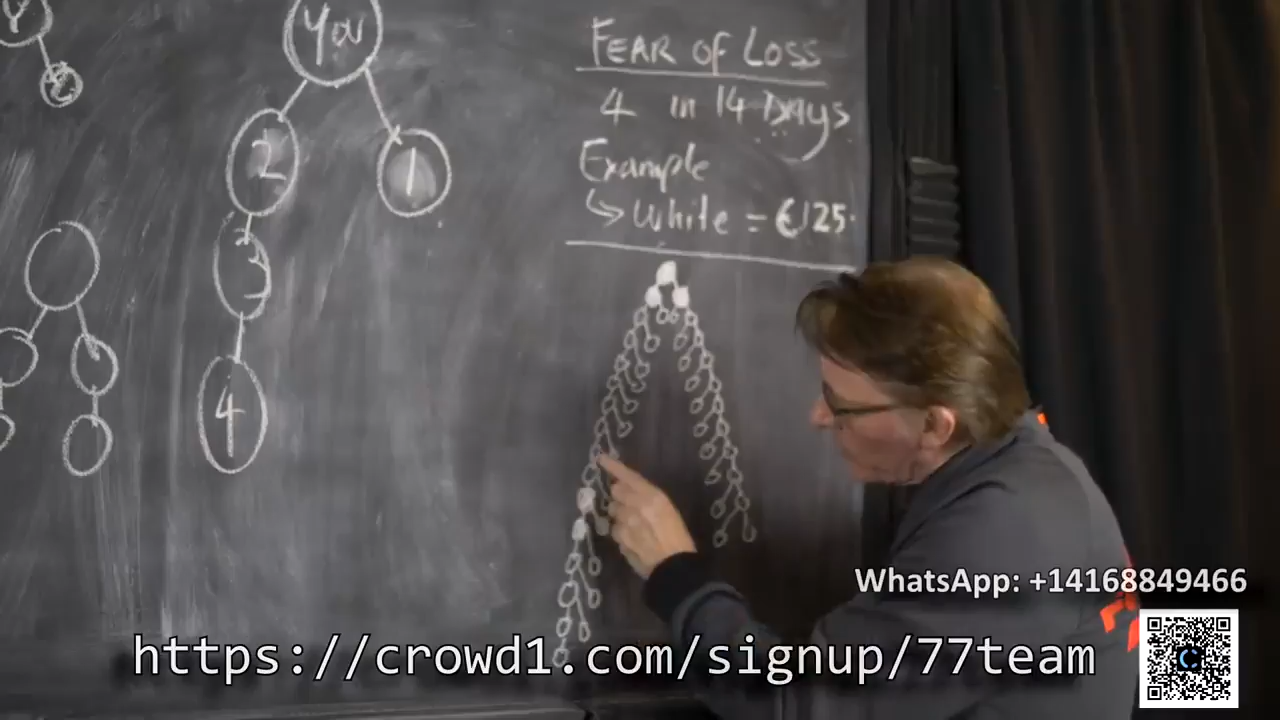 Y
2
You
2
1
3
4
FEAR OF LOSS
4 in 14 DAYS
Example
↳ White = €125.
WhatsApp: +14168849466
https://crowd1.com/signup/77team